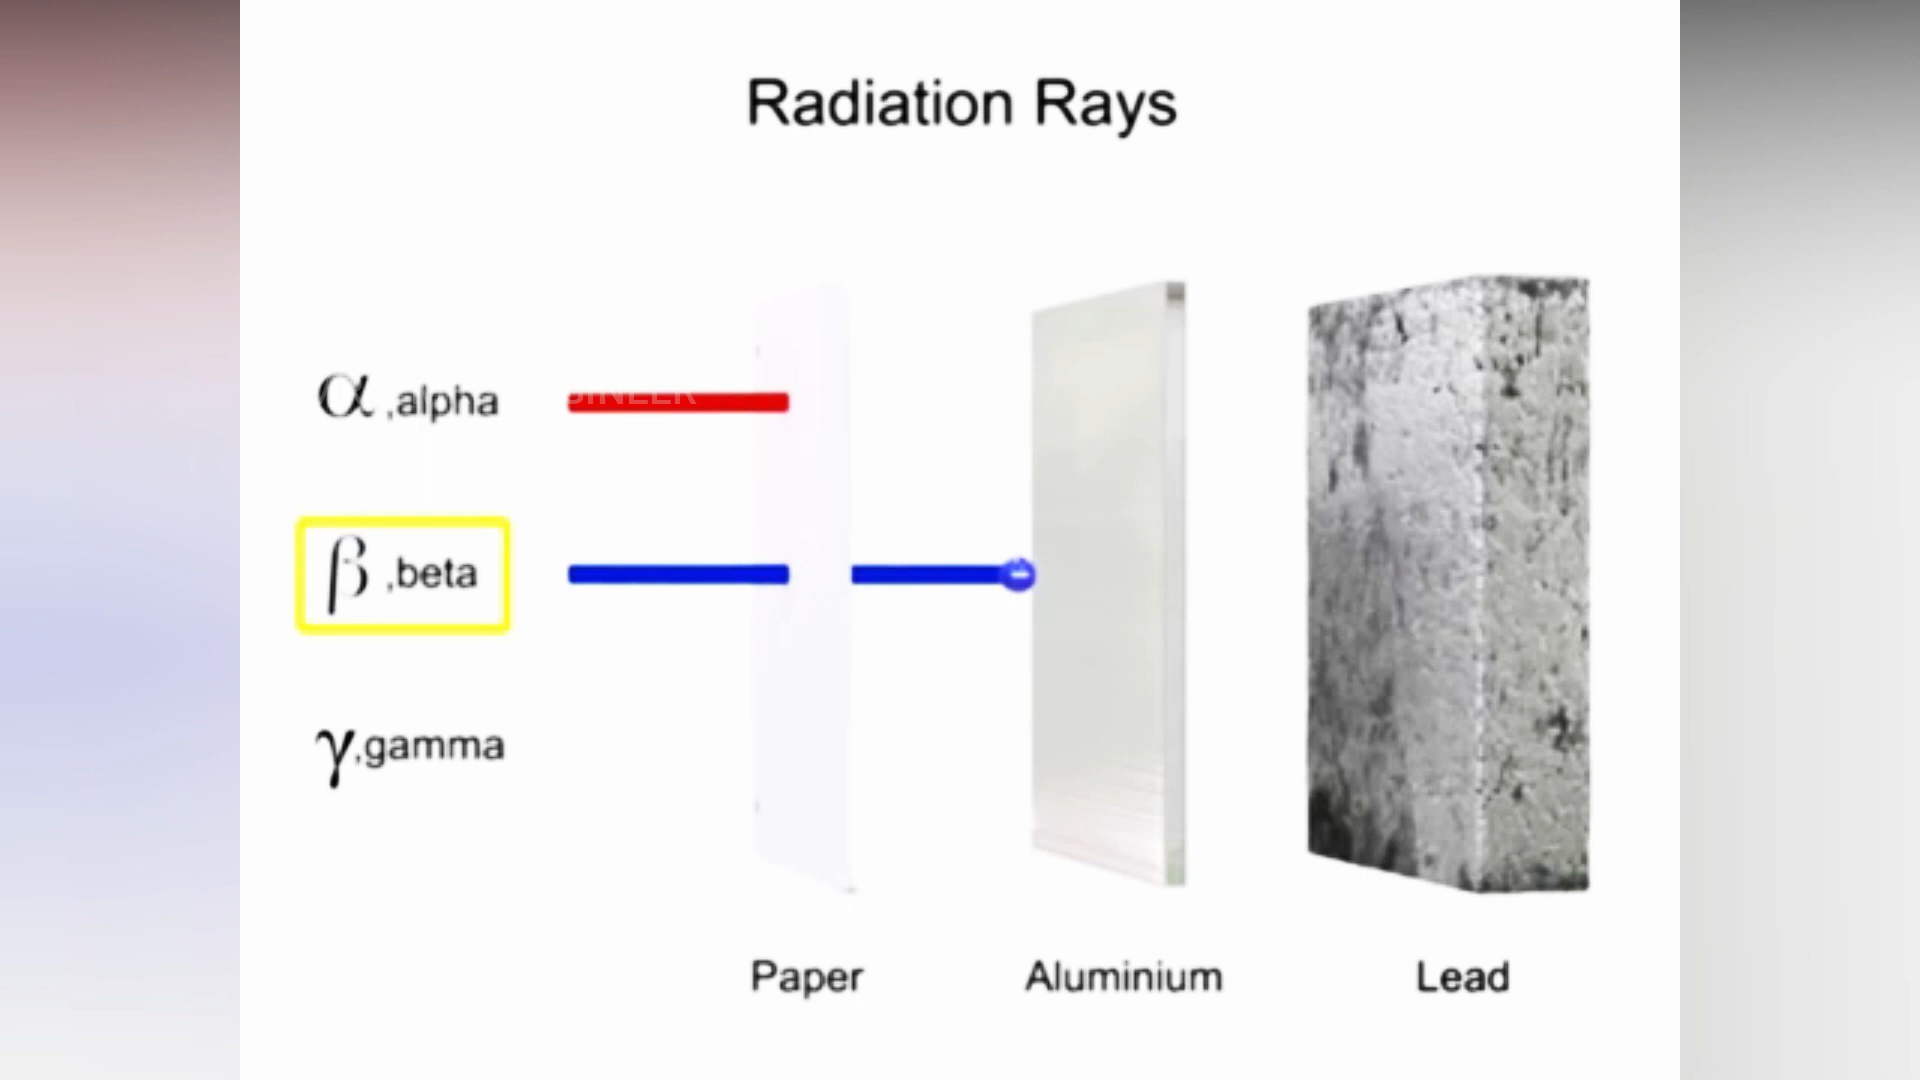 Radiation Rays
α ,alpha
β ,beta
γ,gamma
Paper
Aluminium
Lead